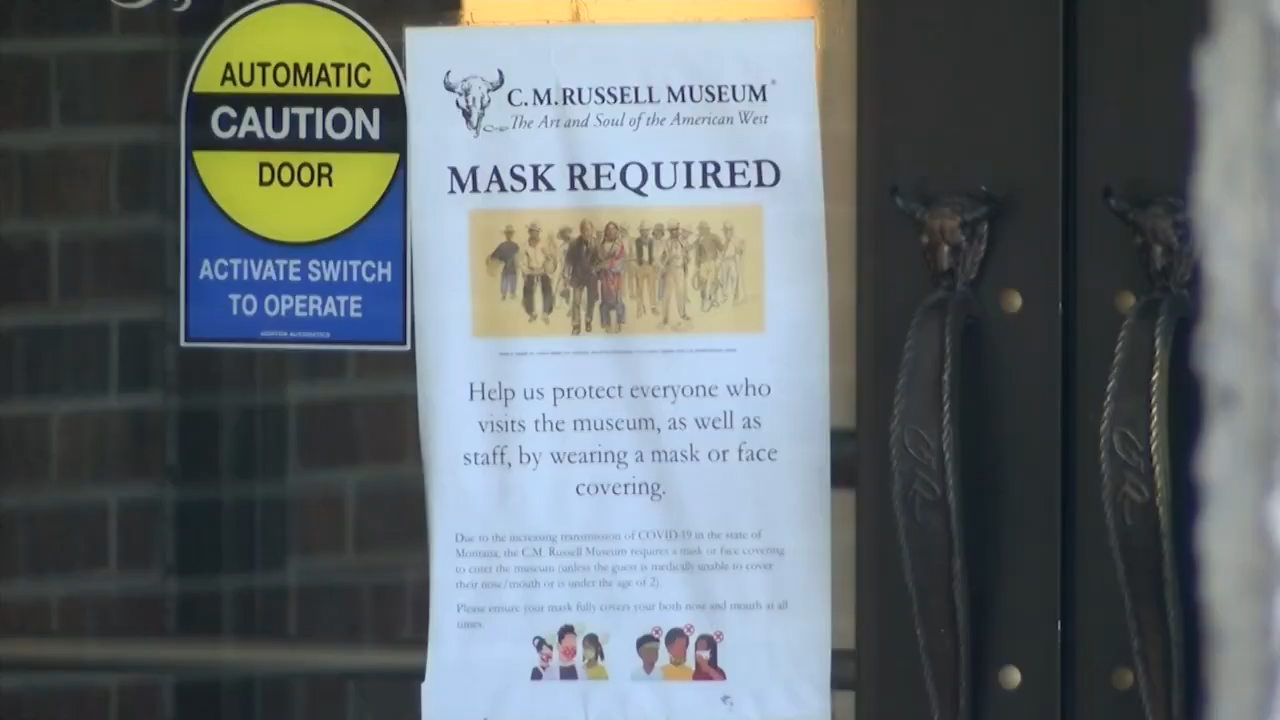 AUTOMATIC
CAUTION
DOOR
ACTIVATE SWITCH
TO OPERATE
HORTON AUTOMATICS
C.M. RUSSELL MUSEUM®
The Art and Soul of the American West
MASK REQUIRED
Help us protect everyone who
visits the museum, as well as
staff, by wearing a mask or face
covering.
Due to the increasing transmission of COVID-19 in the state of
Montana, the C.M. Russell Museum requires a mask or face covering
to enter the museum (unless the guest is medically unable to cover
their nose/mouth or is under the age of 2).
Please ensure your mask fully covers your both nose and mouth at all
times.